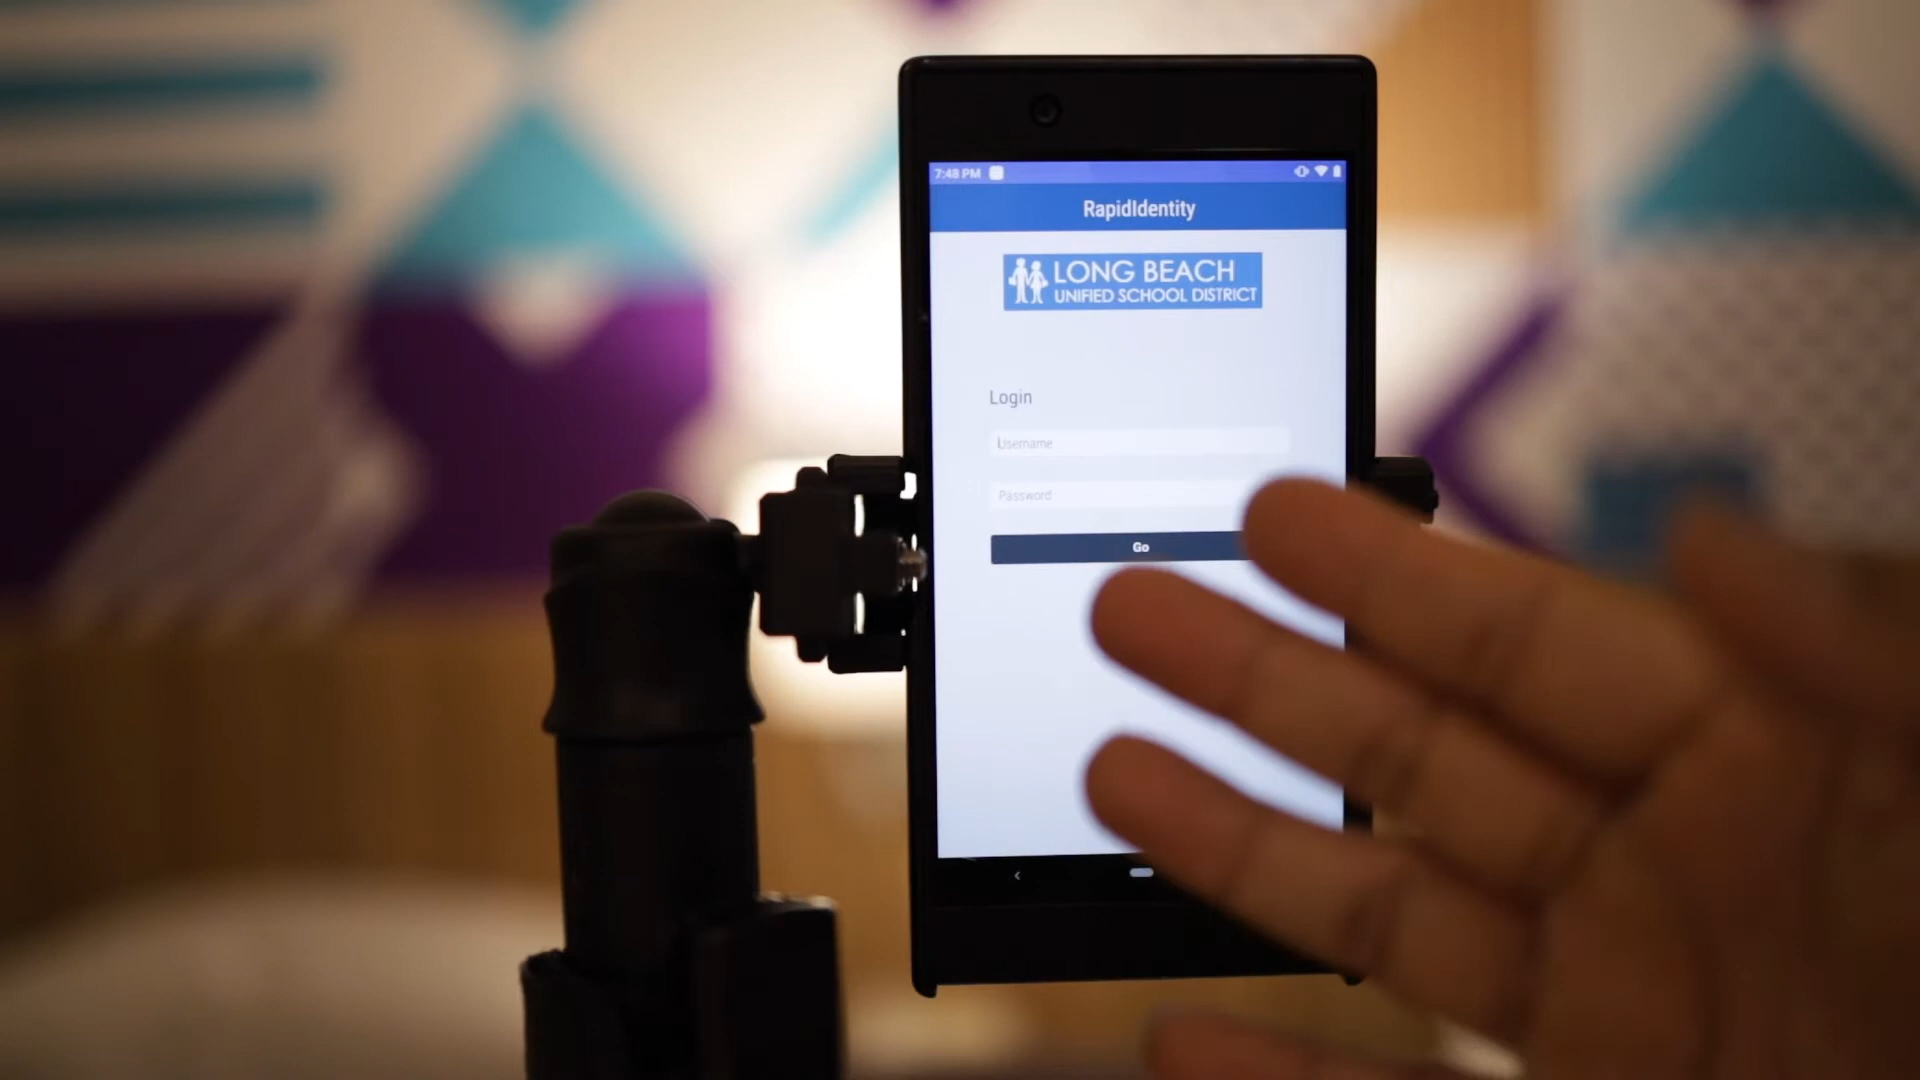 7:48 PM
RapidIdentity
LONG BEACH
UNIFIED SCHOOL DISTRICT
Login
Username
Password
Go